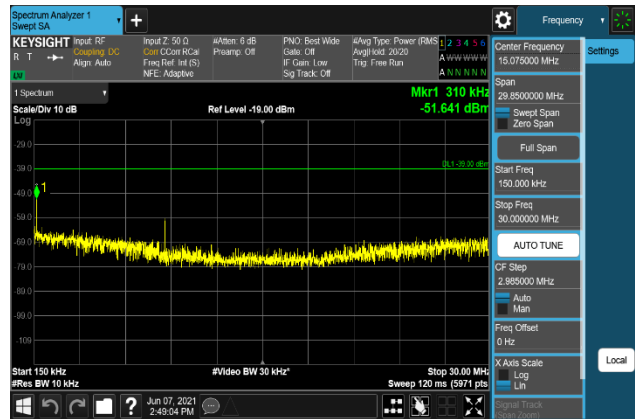 Spectrum Analyzer 1
Swept SA
Frequency
KEYSIGHT
R T
Input: RF
Coupling: DC
Align: Auto
Input Z: 50 Ω
Corr CCorr RCal
Freq Ref: Int (S)
NFE: Adaptive
#Atten: 6 dB
Preamp: Off
PNO: Best Wide
Gate: Off
IF Gain: Low
Sig Track: Off
#Avg Type: Power (RMS
Avg|Hold: 20/20
Trig: Free Run
1 2 3 4 5 6
A W W W W W
A N N N N N
1 Spectrum
Scale/Div 10 dB
Log
Ref Level -19.00 dBm
Mkr1 310 kHz
-51.641 dBm
-29.0
-39.0
-49.0
-59.0
-69.0
-79.0
-89.0
-99.0
-109
DL1 -39.00 dBm
1
Start 150 kHz
#Res BW 10 kHz
#Video BW 30 kHz*
Stop 30.00 MHz
Sweep 120 ms (5971 pts
Center Frequency
15.075000 MHz
Settings
Span
29.8500000 MHz
Swept Span
Zero Span
Full Span
Start Freq
150.000 kHz
Stop Freq
30.000000 MHz
AUTO TUNE
CF Step
2.985000 MHz
Auto
Man
Freq Offset
0 Hz
X Axis Scale
Log
Lin
Signal Track
(Span Zoom)
Local
Jun 07, 2021
2:49:04 PM